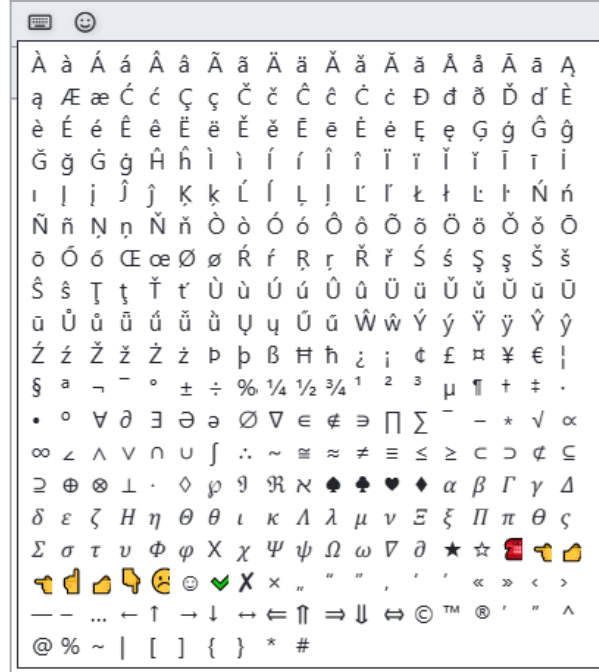 À à Á á Â â Ã ã Ä ä Ǎ ǎ Ă ă Å å Ā ā Ą
ą Æ æ Ć ć Ç ç Č č Ĉ ĉ Ċ ċ Đ đ ð Ď ď È
è É é Ê ê Ë ë Ě ě Ē ē Ė ė Ę ę Ģ ģ Ĝ ĝ
Ğ ğ Ġ ġ Ĥ ĥ Ì ì Í í Î î Ï ï Ǐ ǐ Ī ī İ
ı Į į Ĵ ĵ Ķ ķ Ĺ ĺ Ļ ļ Ľ ľ Ł ł Ŀ ŀ Ń ń
Ñ ñ Ņ ņ Ň ň Ò ò Ó ó Ô ô Õ õ Ö ö Ǒ ǒ Ō
ō Ő ő Œ œ Ø ø Ŕ ŕ Ŗ ŗ Ř ř Ś ś Ş ş Š š
Ŝ ŝ Ţ ţ Ť ť Ù ù Ú ú Û û Ü ü Ǔ ǔ Ŭ ŭ Ū
ū Ů ů ǖ ǘ ǚ ǜ Ų ų Ű ű Ŵ ŵ Ý ý Ÿ ÿ Ŷ ŷ
Ź ź Ž ž Ż ż Þ þ ß Ħ ħ ¿ ¡ ¢ £ ¤ ¥ € ¦
§ ª ¬ ¯ ° ± ÷ ‰ ¼ ½ ¾ ¹ ² ³ µ ¶ † ‡ ·
• º ∀ ∂ ∃ Ə ə ∅ ∇ ∈ ∉ ∋ ∏ ∑ ‾ − ∗ √ ∝
∞ ∠ ∧ ∨ ∩ ∪ ∫ ∴ ∼ ≅ ≈ ≠ ≡ ≤ ≥ ⊂ ⊃ ⊄ ⊆
⊇ ⊕ ⊗ ⊥ ⋅ ◊ ℘ ℑ ℜ ℵ ♠ ♣ ♥ ♦ α β Γ γ Δ
δ ε ζ Η η Θ θ ι κ Λ λ μ ν Ξ ξ Π π Θ ς
Σ σ τ υ Φ φ Χ χ Ψ ψ Ω ω ∇ ∂ ★ ☆ ☎ 👈 👍
👈 ☝ 👍 👇 ☹ ☺ ✔ ✘ × „ “ ” ‚ ‘ ’ « » ‹ ›
— – … ← ↑ → ↓ ↔ ⇐ ⇑ ⇒ ⇓ ⇔ © ™ ® ′ ″ ^
@ % ~ | [ ] { } * #